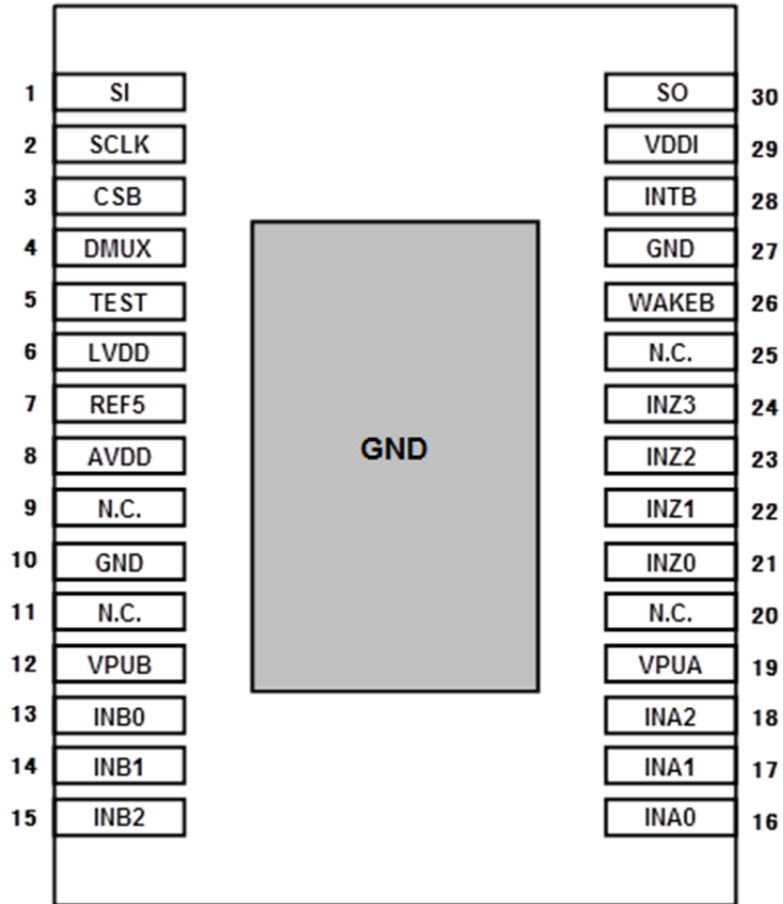 1 SI SO 30
2 SCLK VDDI 29
3 CSB INTB 28
4 DMUX GND 27
5 TEST WAKEB 26
6 LVDD N.C. 25
7 REF5 INZ3 24
8 AVDD GND INZ2 23
9 N.C. INZ1 22
10 GND INZ0 21
11 N.C. N.C. 20
12 VPUB VPUA 19
13 INB0 INA2 18
14 INB1 INA1 17
15 INB2 INA0 16